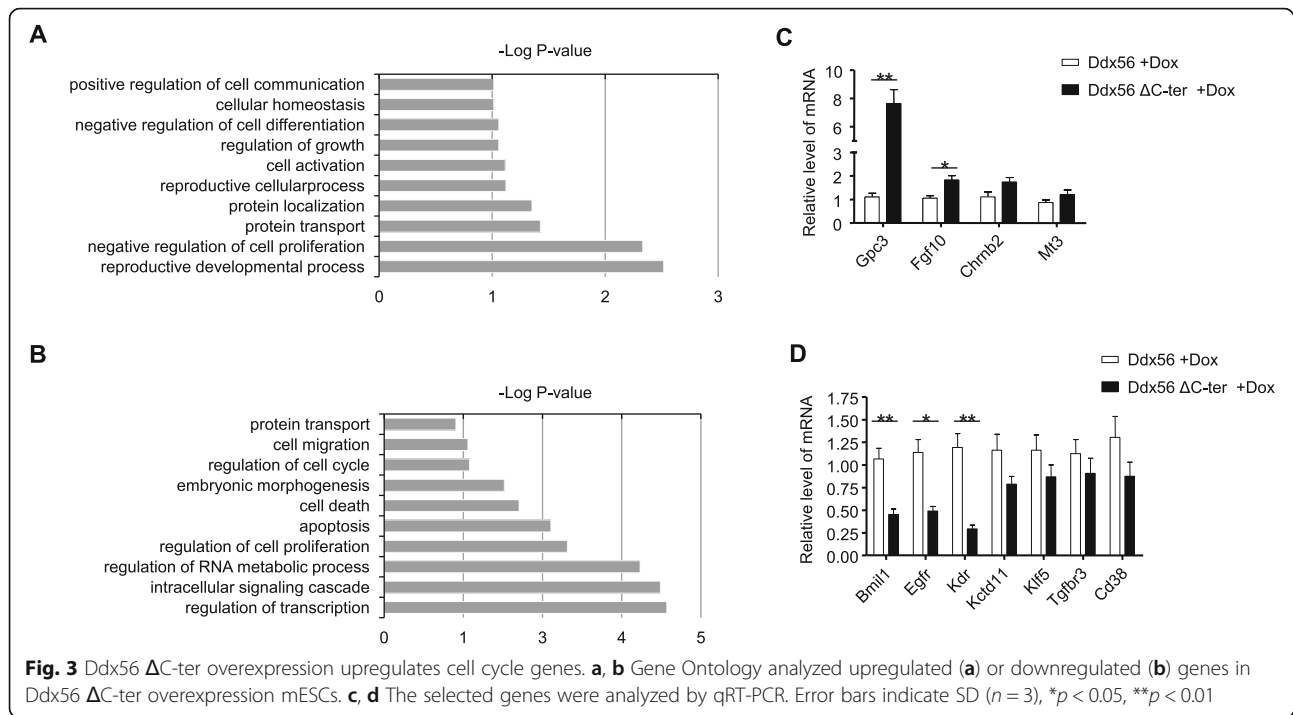 A
-Log P-value
positive regulation of cell communication
cellular homeostasis
negative regulation of cell differentiation
regulation of growth
cell activation
reproductive cellularprocess
protein localization
protein transport
negative regulation of cell proliferation
reproductive developmental process
0 1 2 3
B
-Log P-value
protein transport
cell migration
regulation of cell cycle
embryonic morphogenesis
cell death
apoptosis
regulation of cell proliferation
regulation of RNA metabolic process
intracellular signaling cascade
regulation of transcription
0 1 3 4 5
C
Ddx56 +Dox
Ddx56 ΔC-ter +Dox
Relative level of mRNA
10
8
6
4
2
1
0
**
*
Gpc3 Fgf10 Chrnb2 Mt3
D
Ddx56 +Dox
Ddx56 ΔC-ter +Dox
Relative level of mRNA
1.75
1.50
1.25
1.00
0.75
0.50
0.25
0.00
** * **
Bmil1 Egfr Kdr Kctd11 Klf5 Tgfbr3 Cd38
Fig. 3 Ddx56 ΔC-ter overexpression upregulates cell cycle genes. a, b Gene Ontology analyzed upregulated (a) or downregulated (b) genes in
Ddx56 ΔC-ter overexpression mESCs. c, d The selected genes were analyzed by qRT-PCR. Error bars indicate SD (n = 3), *p < 0.05, **p < 0.01